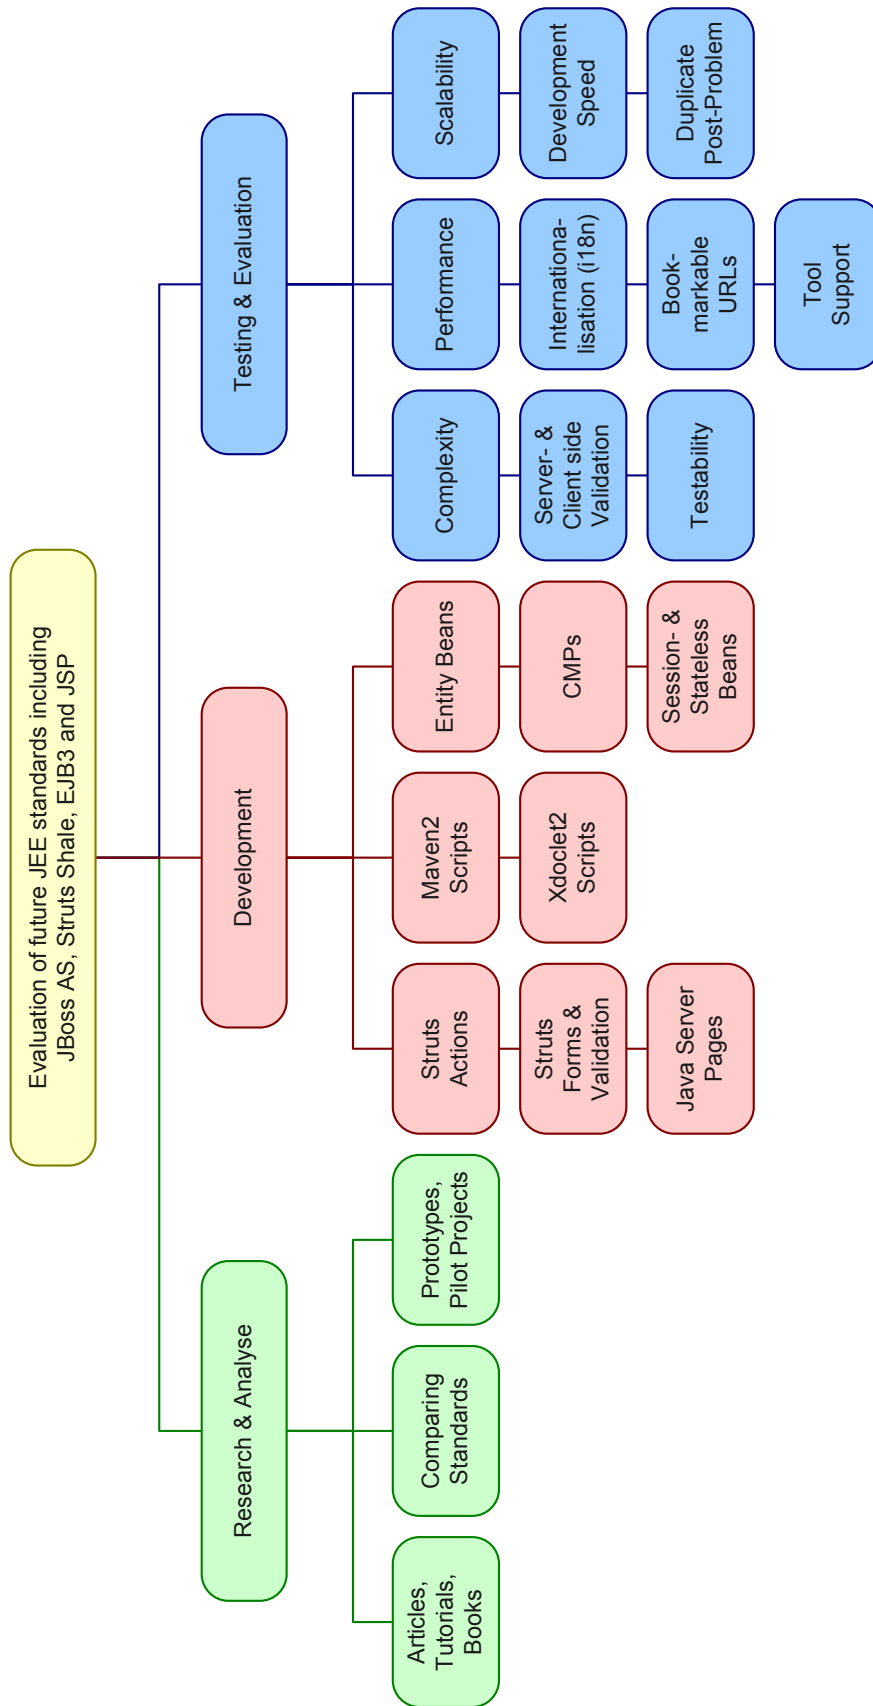 Evaluation of future JEE standards including
JBoss AS, Struts Shale, EJB3 and JSP
Research & Analyse
Development
Testing & Evaluation
Articles,
Tutorials,
Books
Comparing
Standards
Prototypes,
Pilot Projects
Struts
Actions
Maven2
Scripts
Entity Beans
Complexity
Performance
Scalability
Struts
Forms &
Validation
Xdoclet2
Scripts
CMPs
Server- &
Client side
Validation
Internationa-
lisation (i18n)
Development
Speed
Java Server
Pages
Session- &
Stateless
Beans
Testability
Book-
markable
URLs
Duplicate
Post-Problem
Tool
Support